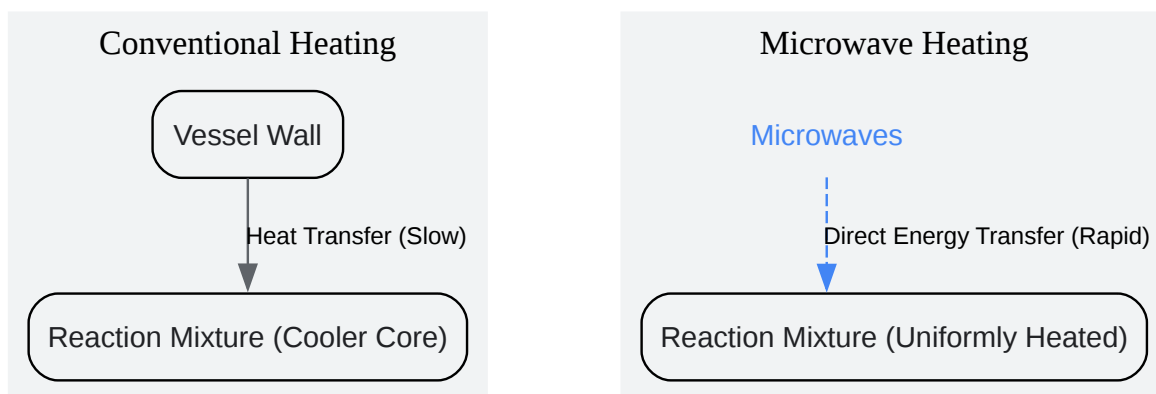 Conventional Heating
Vessel Wall
Heat Transfer (Slow)
Reaction Mixture (Cooler Core)
Microwave Heating
Microwaves
Direct Energy Transfer (Rapid)
Reaction Mixture (Uniformly Heated)